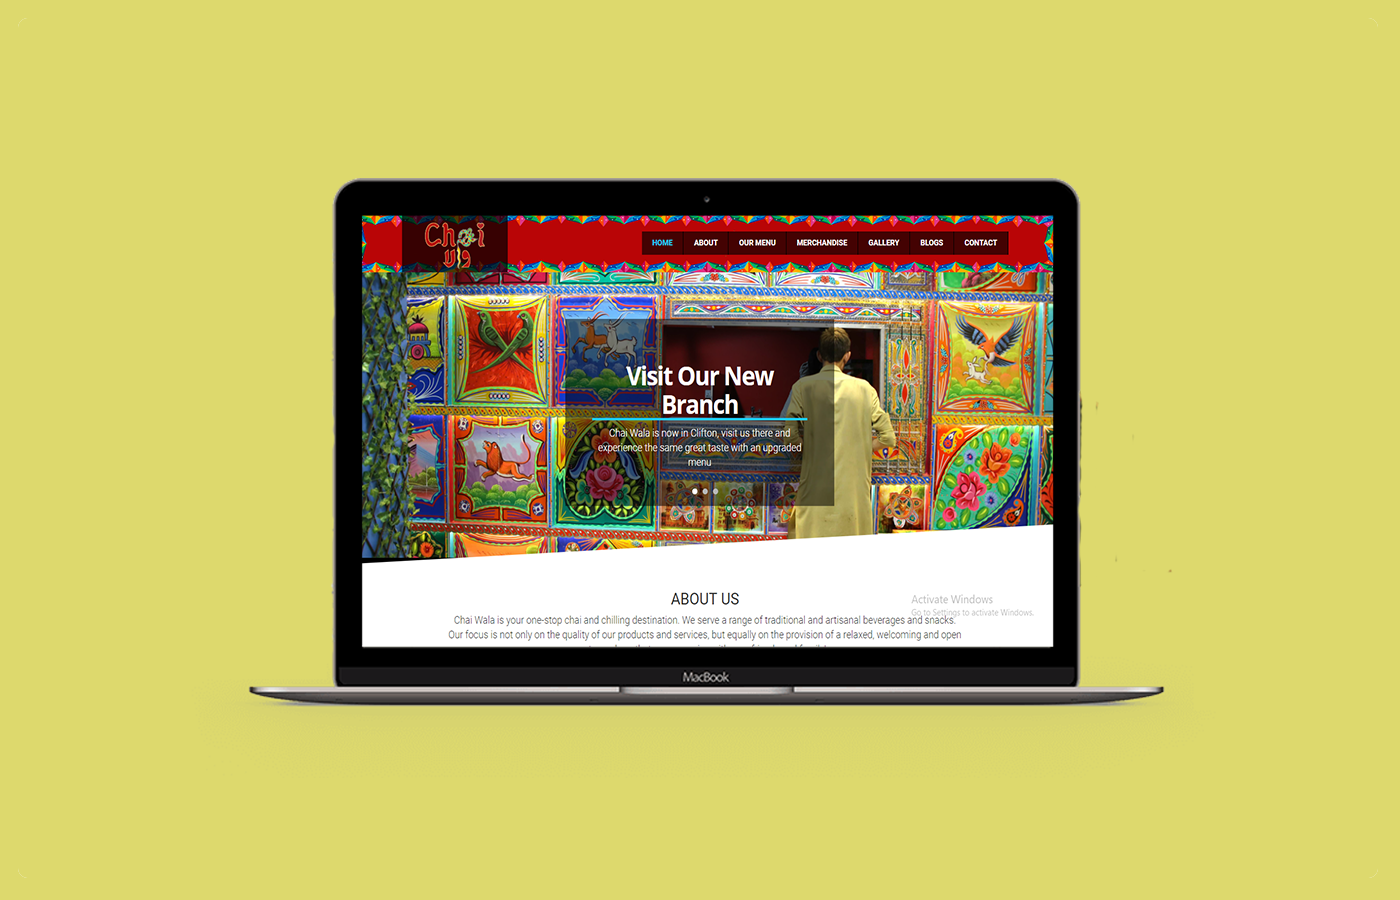 Chai
والا
HOME ABOUT OUR MENU MERCHANDISE GALLERY BLOGS CONTACT
Visit Our New
Branch
Chai Wala is now in Clifton, visit us there and
experience the same great taste with an upgraded
menu
ABOUT US
Chai Wala is your one-stop chai and chilling destination. We serve a range of traditional and artisanal beverages and snacks.
Our focus is not only on the quality of our products and services, but equally on the provision of a relaxed, welcoming and open
Activate Windows
Go to Settings to activate Windows.
MacBook